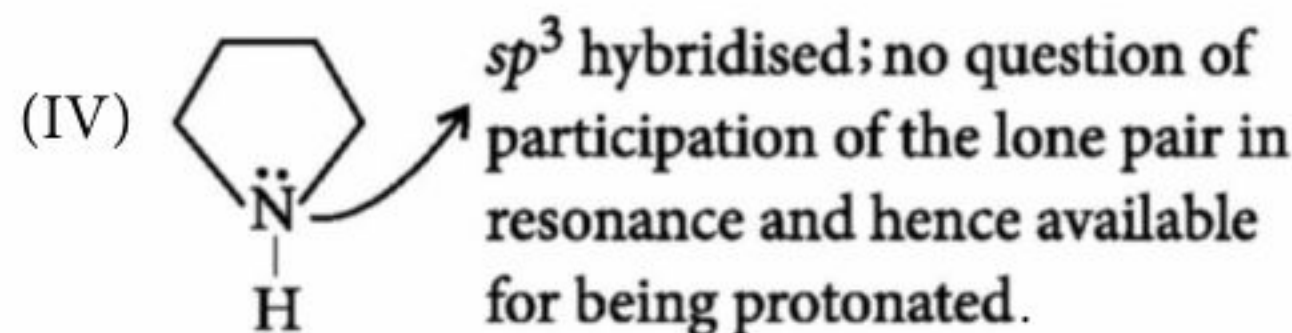 (IV)
sp³ hybridised; no question of
participation of the lone pair in
resonance and hence available
for being protonated.
N̈
H